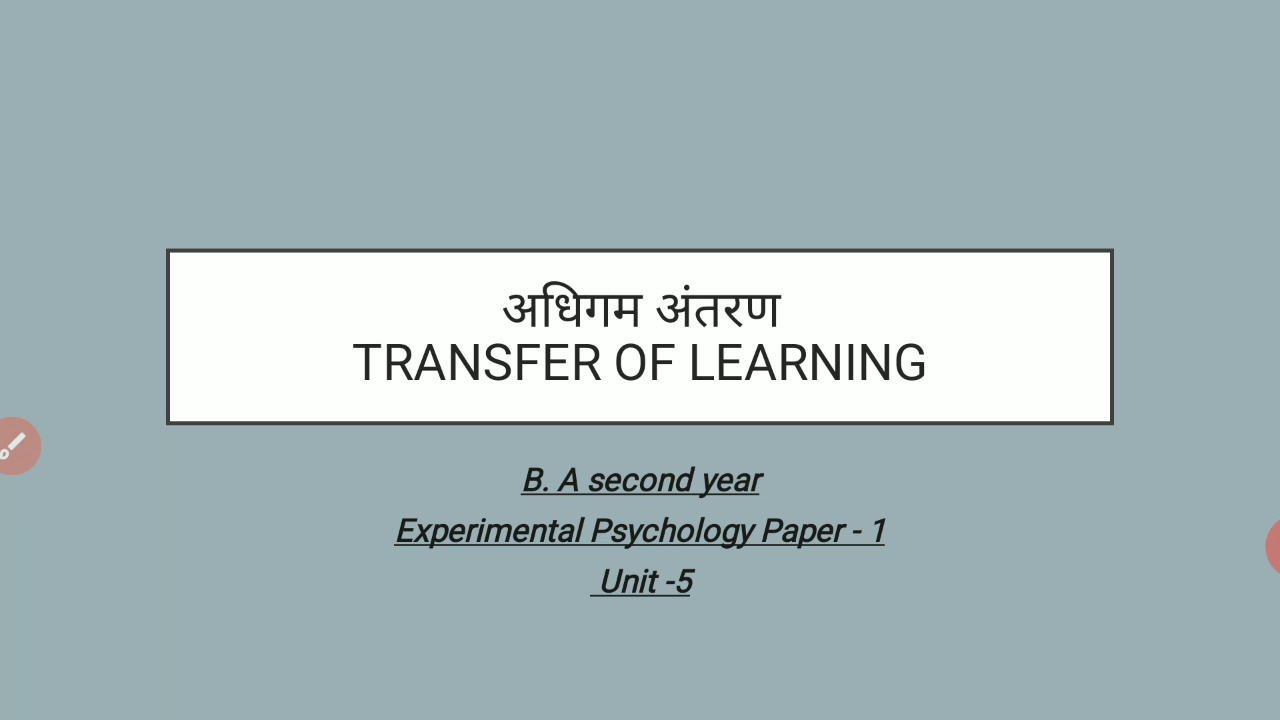 अधिगम अंतरण
TRANSFER OF LEARNING
B. A second year
Experimental Psychology Paper - 1
Unit -5